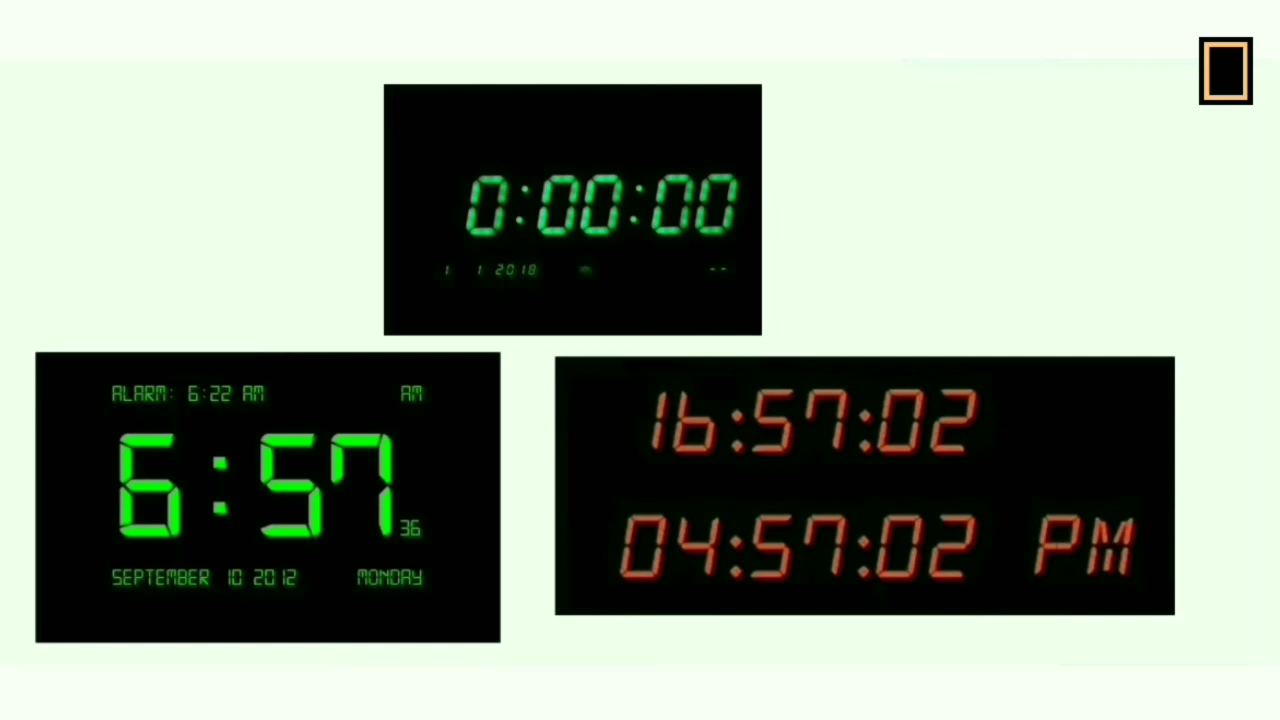 0:00:00
1 1 2018 --
ALARM: 6:22 AM AM
6:57 36
SEPTEMBER 10 2012 MONDAY
16:57:02
04:57:02 PM